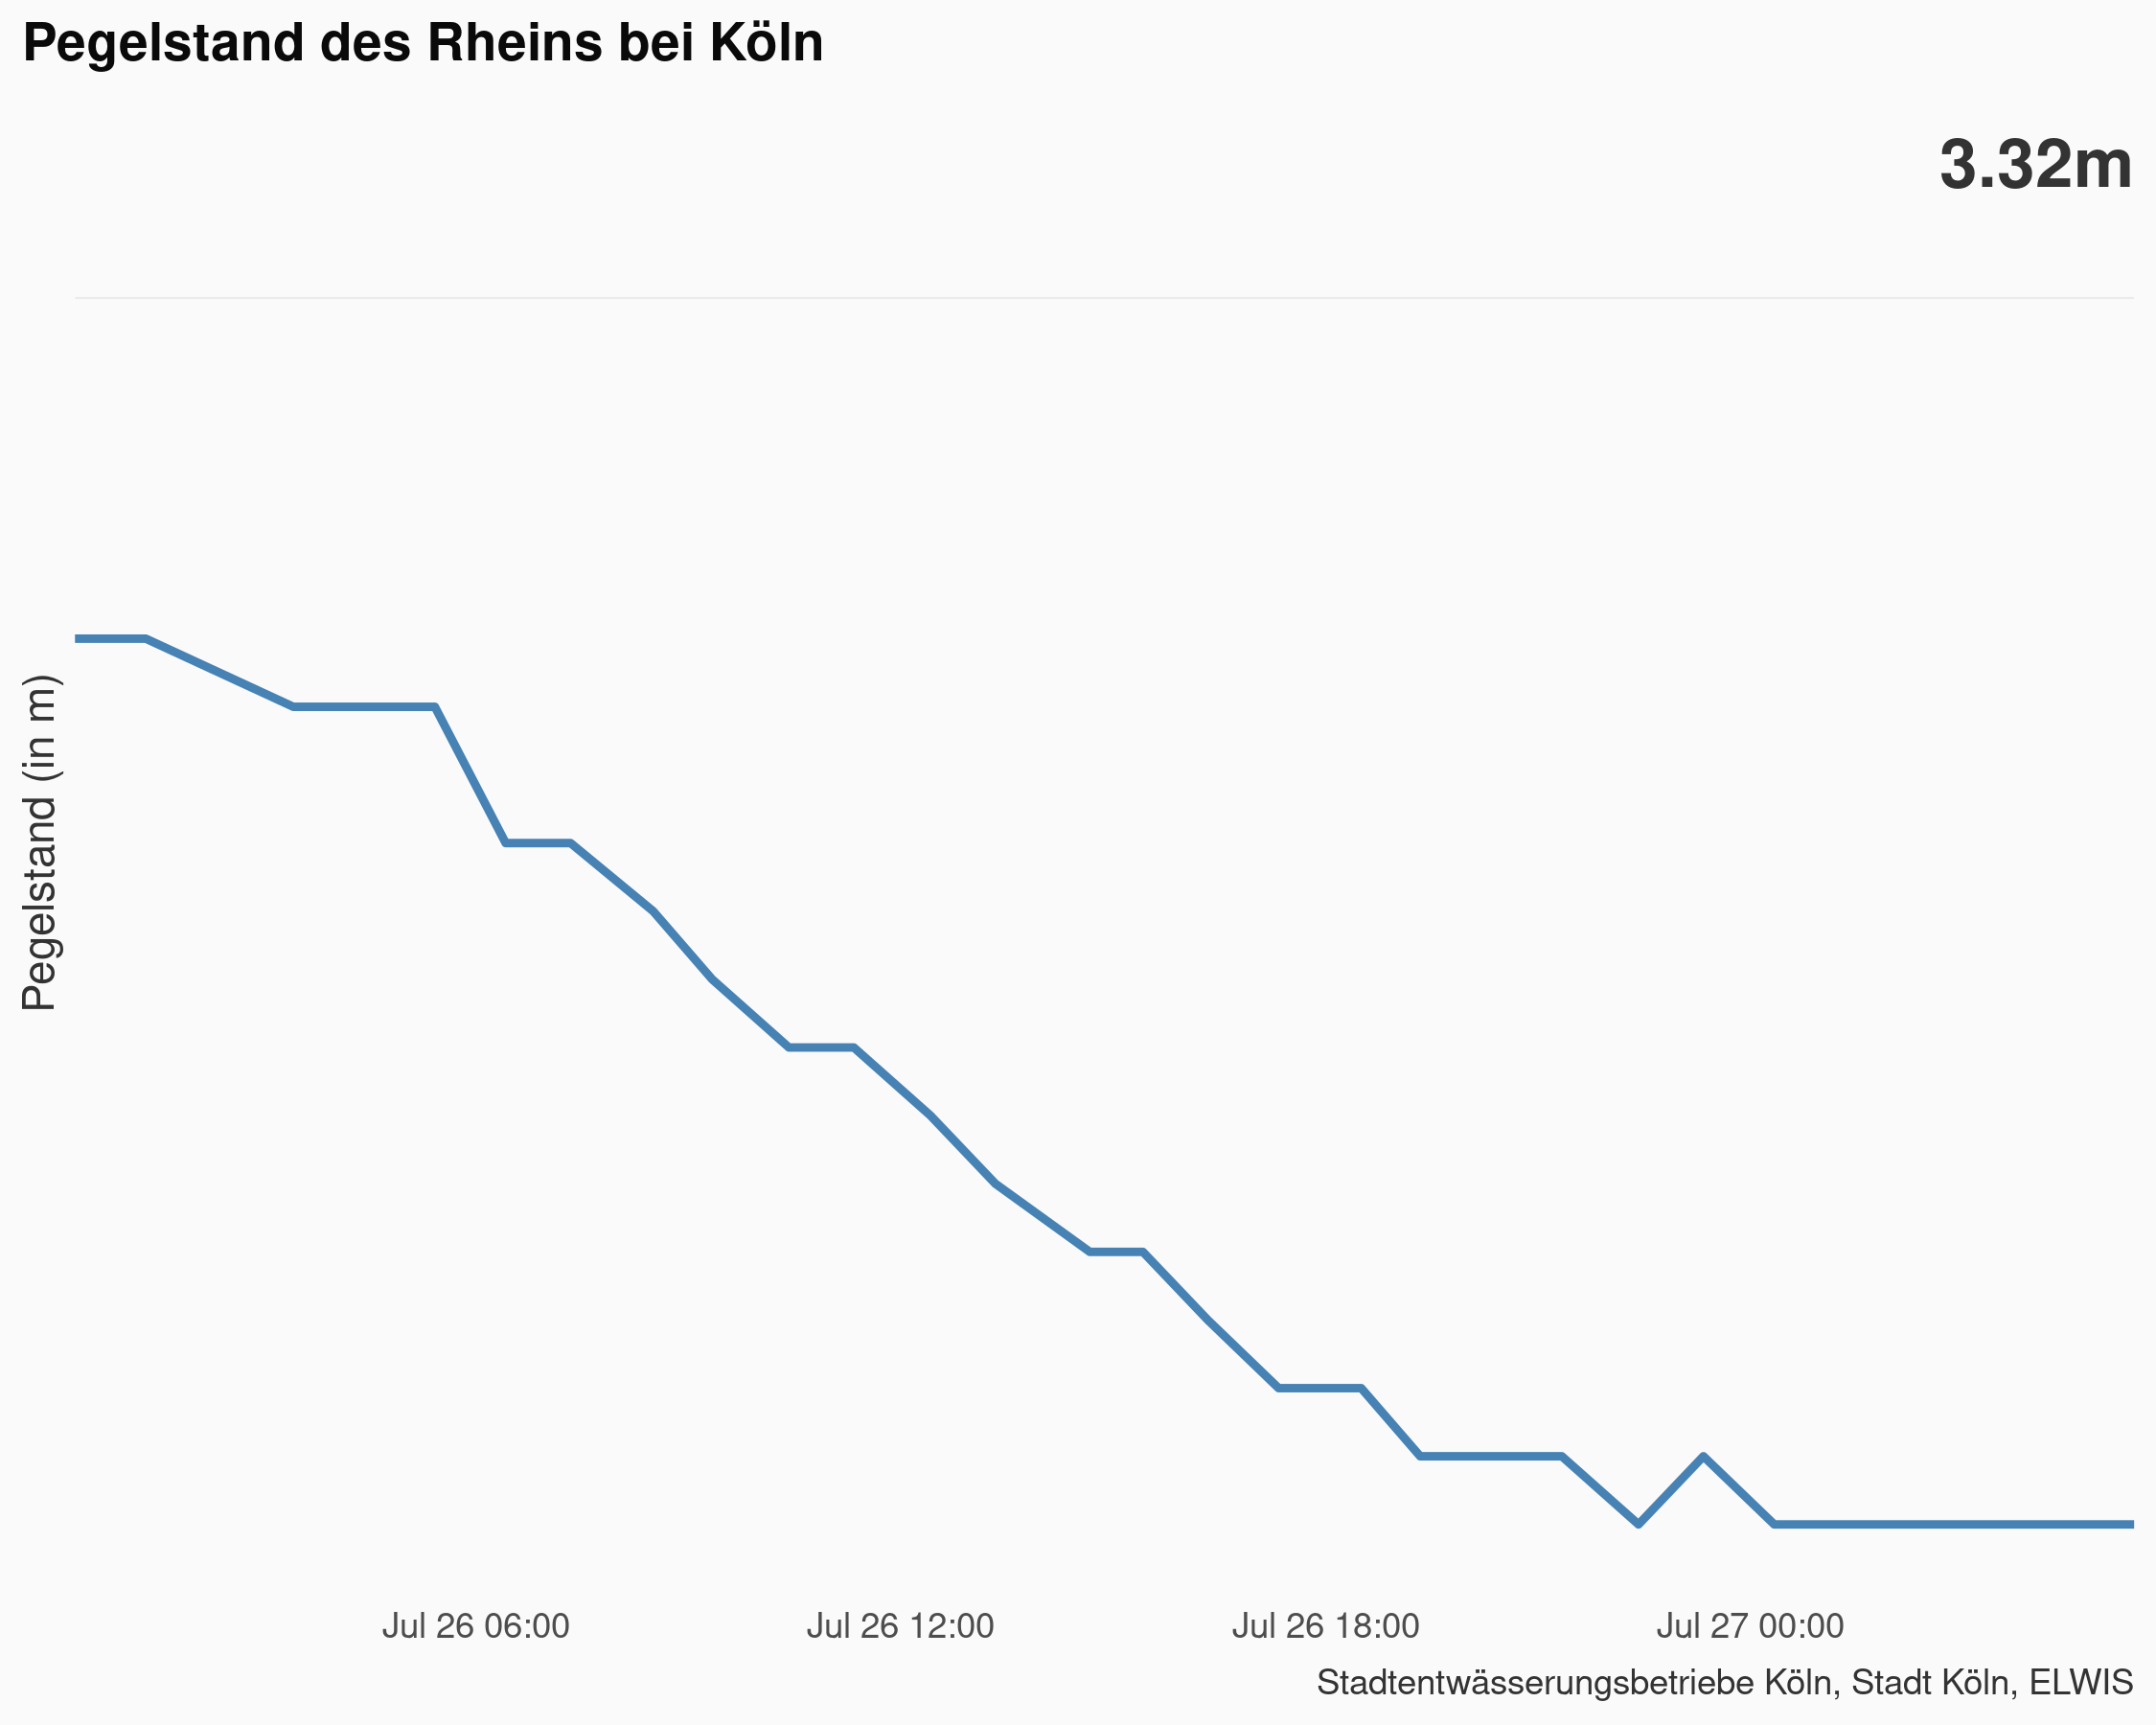 Pegelstand des Rheins bei Köln
3.32m
Pegelstand (in m)
Jul 26 06:00
Jul 26 12:00
Jul 26 18:00
Jul 27 00:00
Stadtentwässerungsbetriebe Köln, Stadt Köln, ELWIS